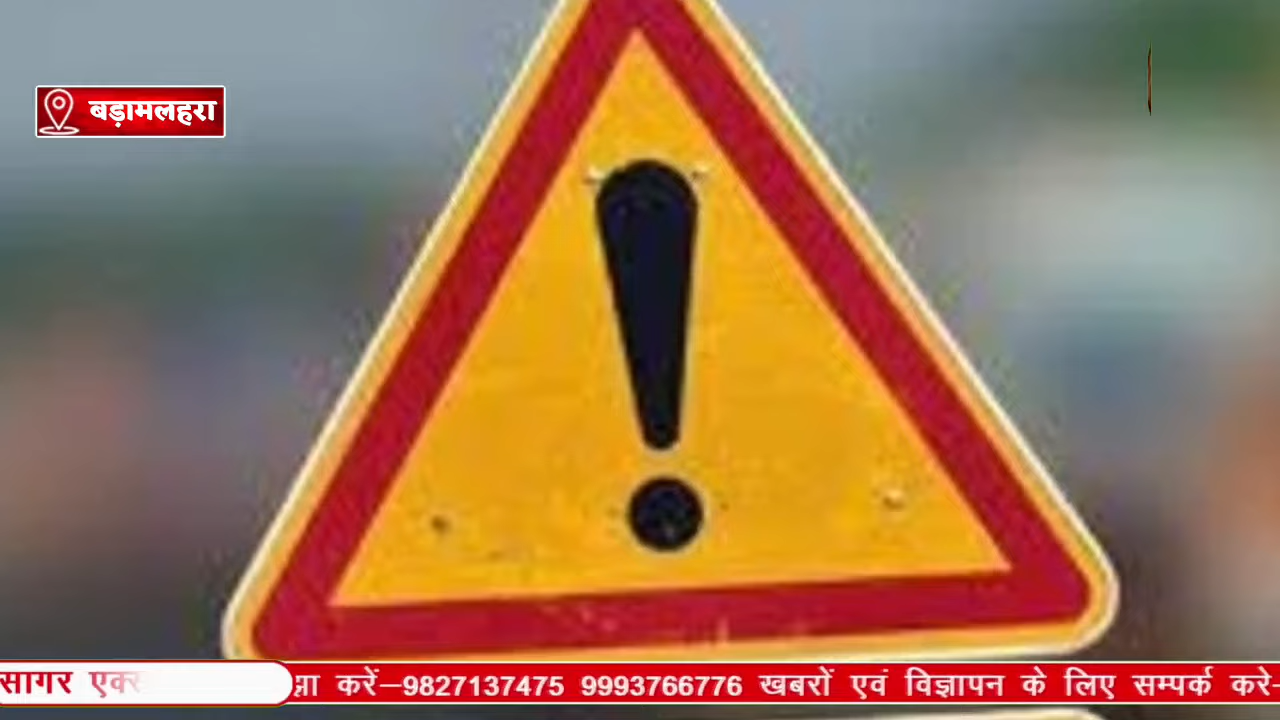 बड़ामलहरा
सागर करें–9827137475 9993766776 खबरों एवं विज्ञापन के लिए सम्पर्क करे-